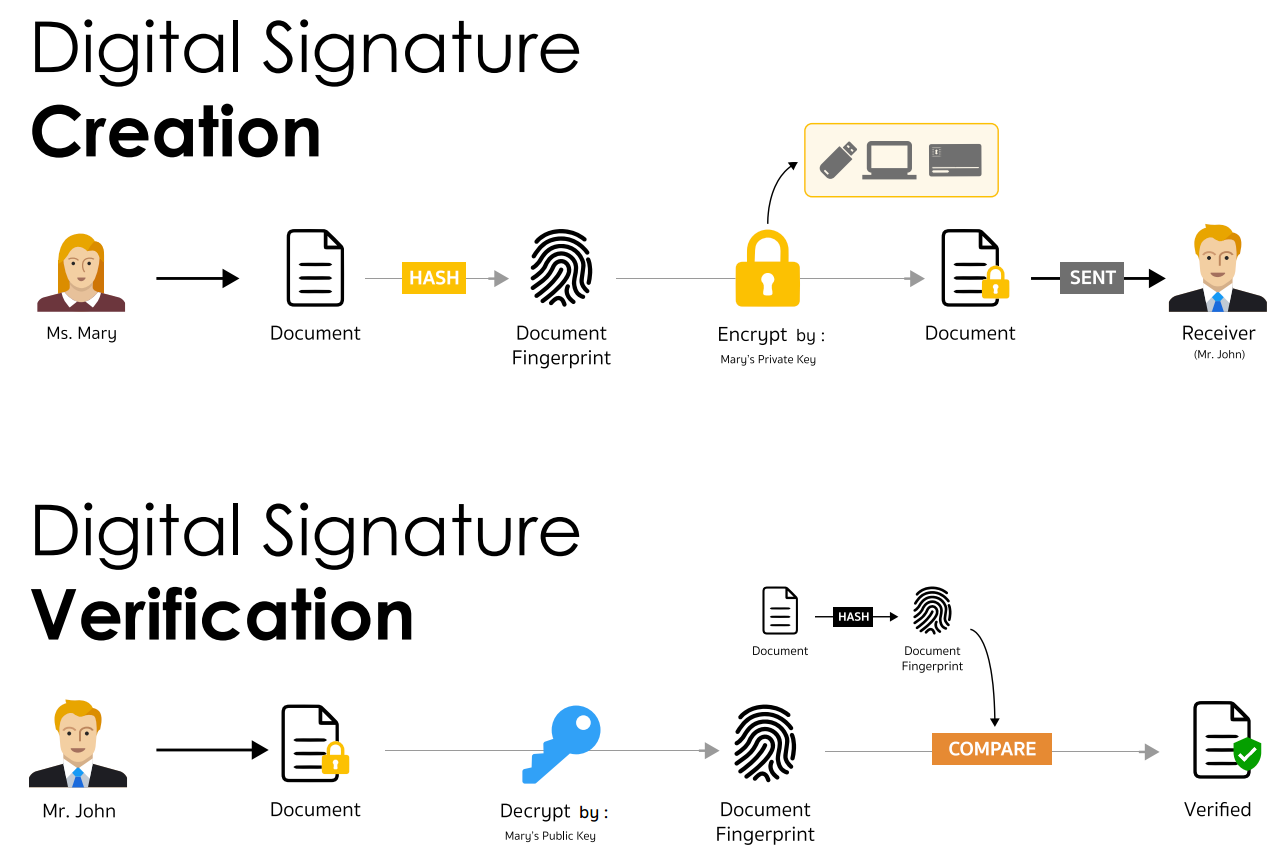 Digital Signature
Creation
HASH
SENT
Ms. Mary
Document
Document
Fingerprint
Encrypt by :
Mary's Private Key
Document
Receiver
(Mr. John)
Digital Signature
Verification
HASH
Document
Document
Fingerprint
COMPARE
Mr. John
Document
Decrypt by :
Mary's Public Key
Document
Fingerprint
Verified